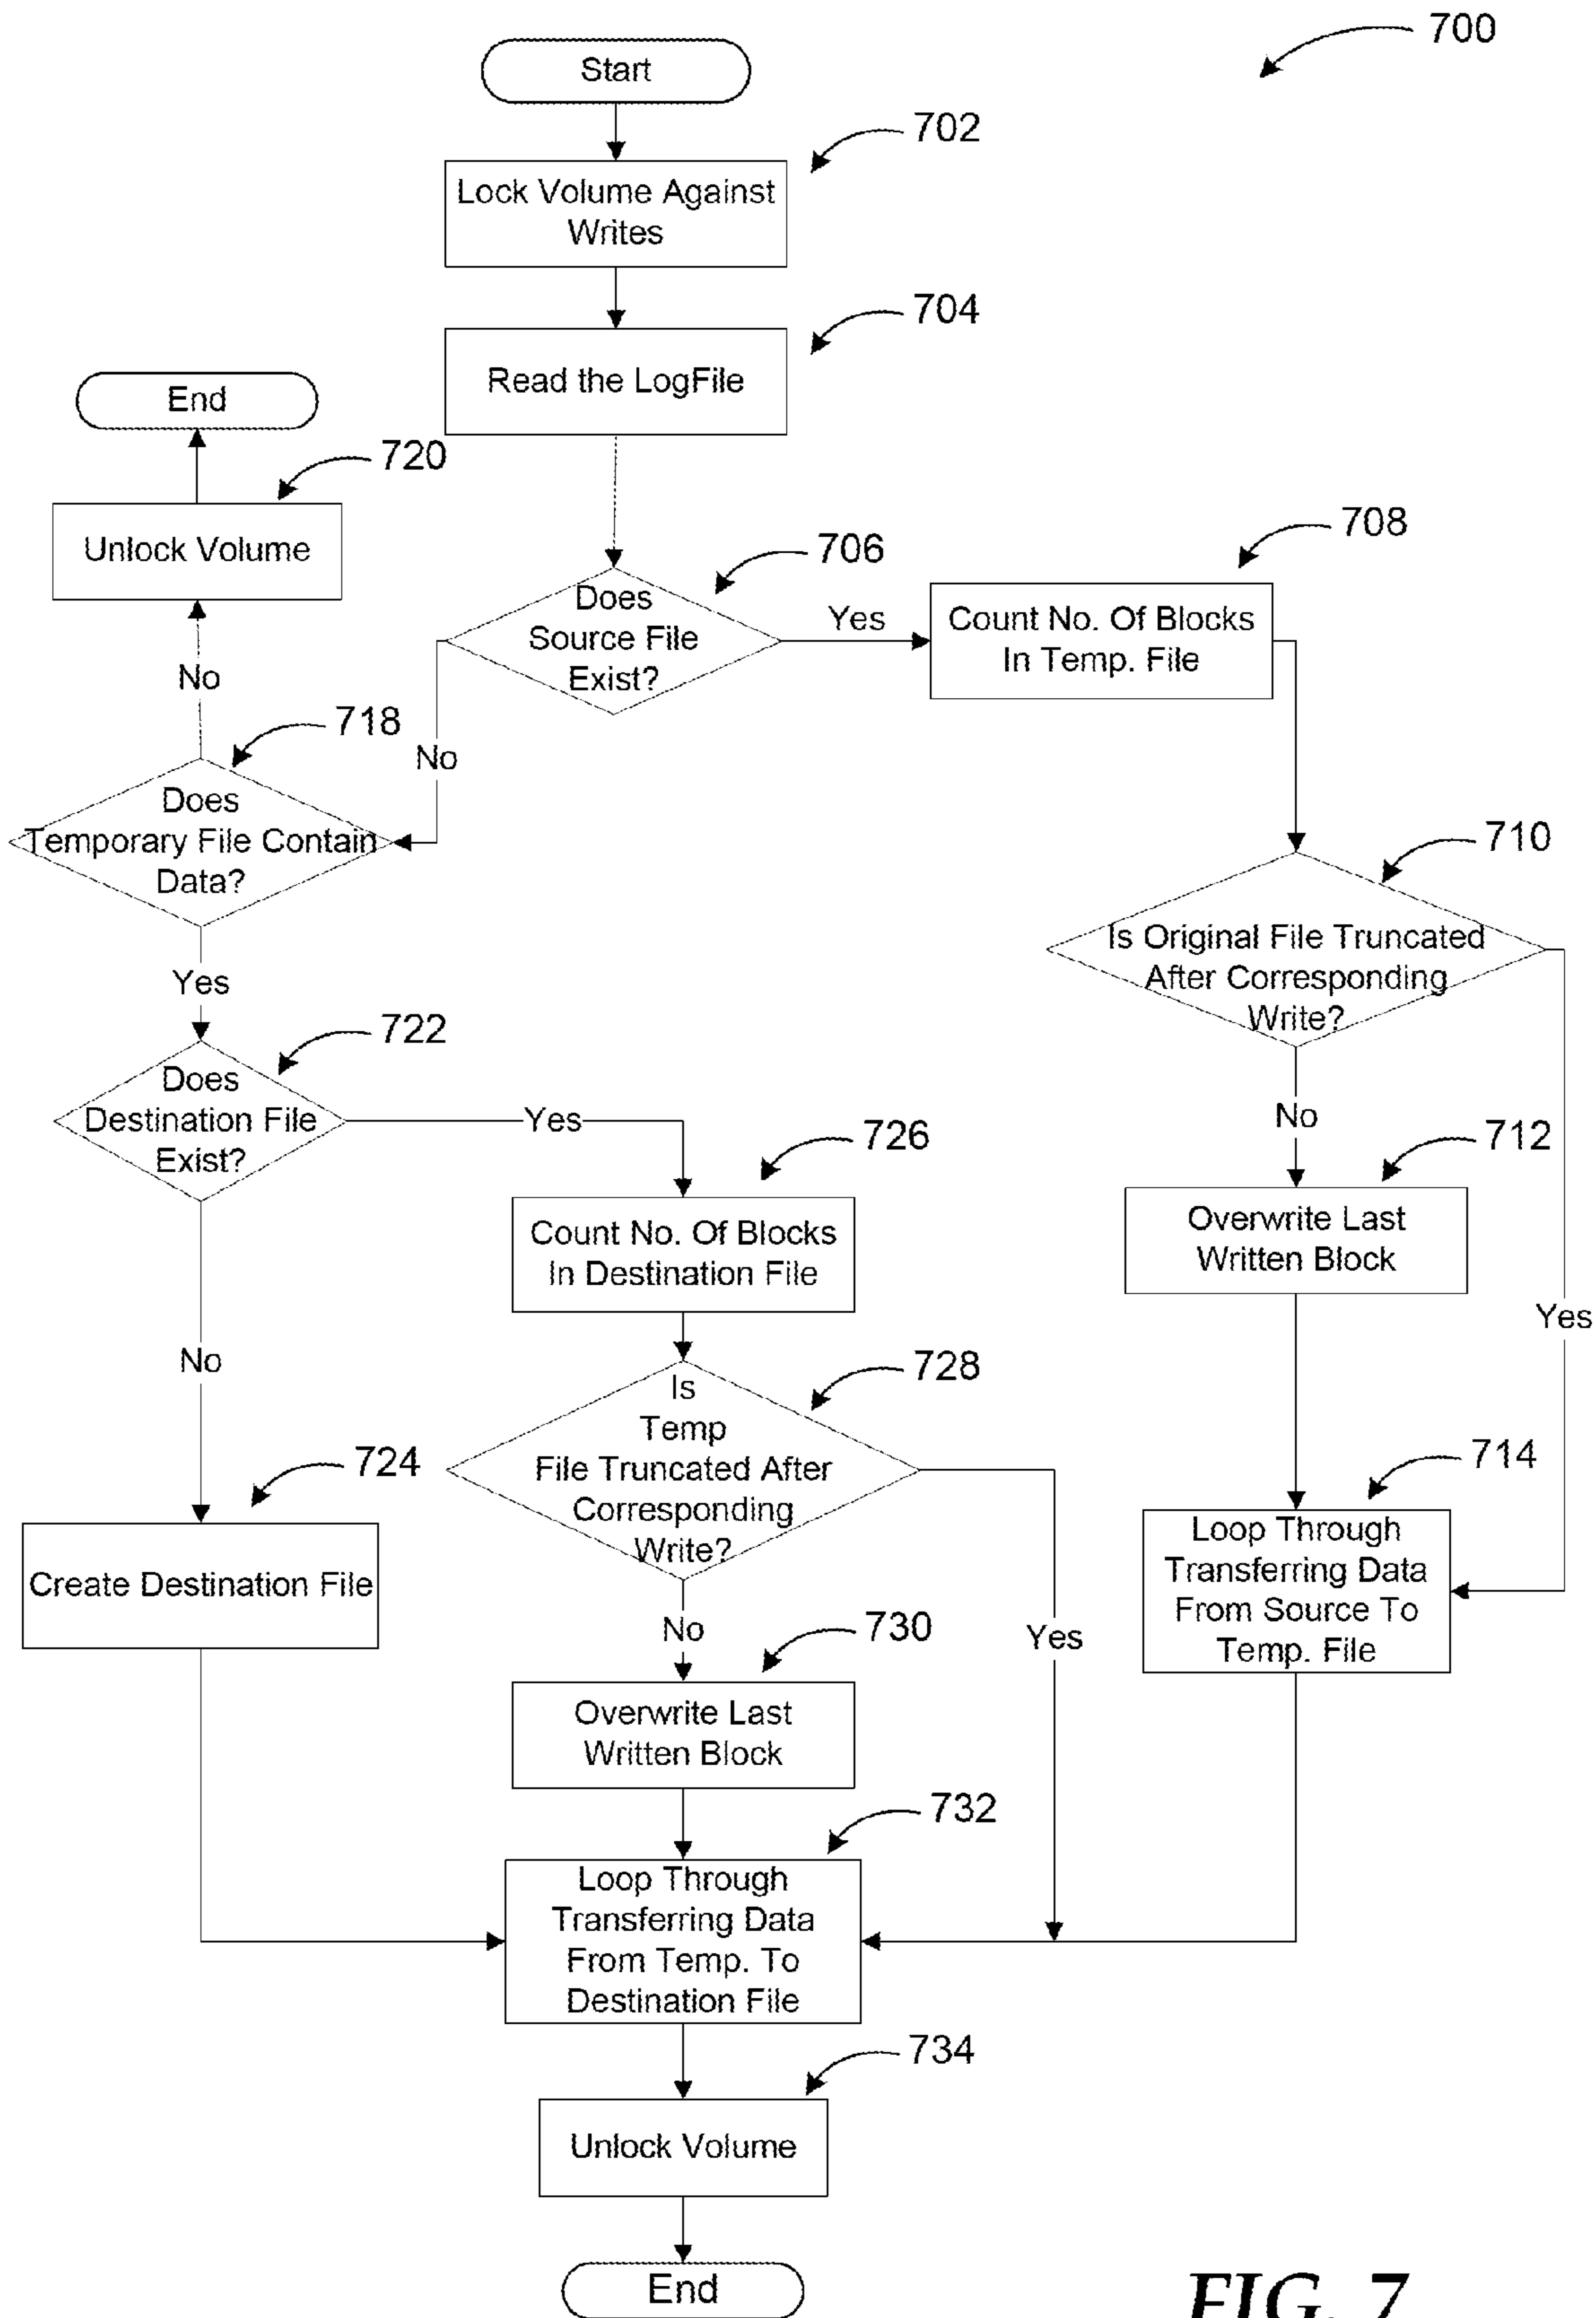 700
Start
702
Lock Volume Against
Writes
704
Read the LogFile
End
720
Unlock Volume
706
Does
Source File
Exist?
Yes
708
Count No. Of Blocks
In Temp. File
No
718
No
Does
Temporary File Contain
Data?
710
Is Original File Truncated
After Corresponding
Write?
Yes
722
Does
Destination File
Exist?
Yes
726
Count No. Of Blocks
In Destination File
No
712
Overwrite Last
Written Block
Yes
No
728
Is
Temp
File Truncated After
Corresponding
Write?
724
Create Destination File
714
Loop Through
Transferring Data
From Source To
Temp. File
No
730
Yes
Overwrite Last
Written Block
732
Loop Through
Transferring Data
From Temp. To
Destination File
734
Unlock Volume
End
FIG. 7